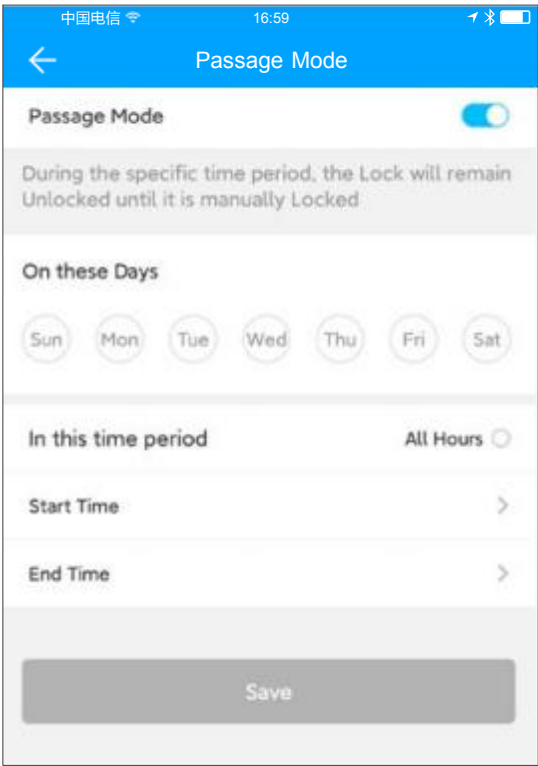 中国电信 16:59
Passage Mode
Passage Mode
During the specific time period, the Lock will remain
Unlocked until it is manually Locked
On these Days
Sun Mon Tue Wed Thu Fri Sat
In this time period All Hours
Start Time
End Time
Save